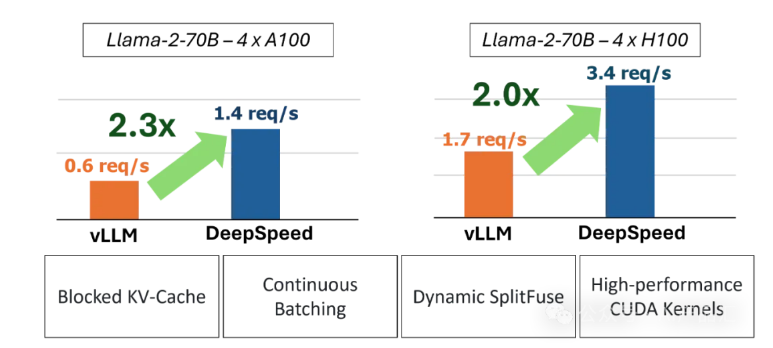 Llama-2-70B – 4 x A100
2.3x
1.4 req/s
0.6 req/s
vLLM
DeepSpeed
Llama-2-70B – 4 x H100
2.0x
3.4 req/s
1.7 req/s
vLLM
DeepSpeed
Blocked KV-Cache
Continuous
Batching
Dynamic SplitFuse
High-performance
CUDA Kernels